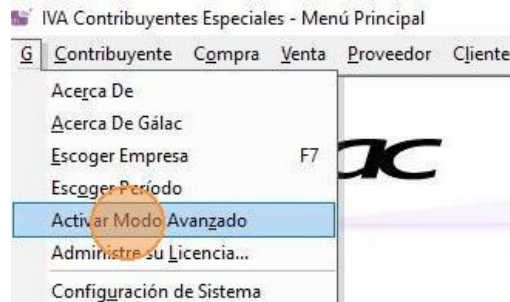 IVA Contribuyentes Especiales - Menú Principal
G Contribuyente Compra Venta Proveedor Cliente
Acerca De
Acerca De Gálac
Escoger Empresa F7
Escoger Período
Activar Modo Avanzado
Administre su Licencia...
Configuración de Sistema
ac